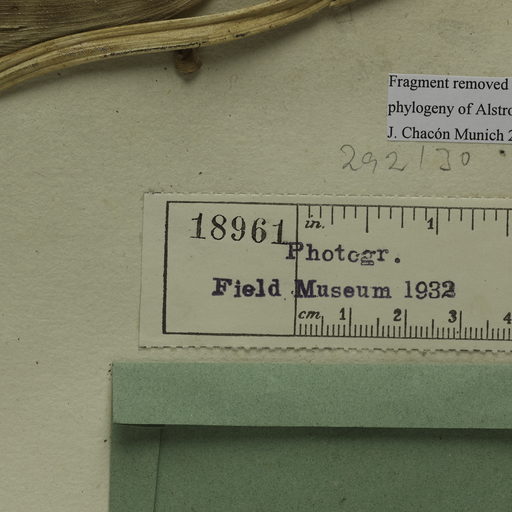 Fragment removed
phylogeny of Alstro
J. Chacón Munich 2
292130
18961
in. 1
Photogr.
Field Museum 1932
cm. 1 2 3 4